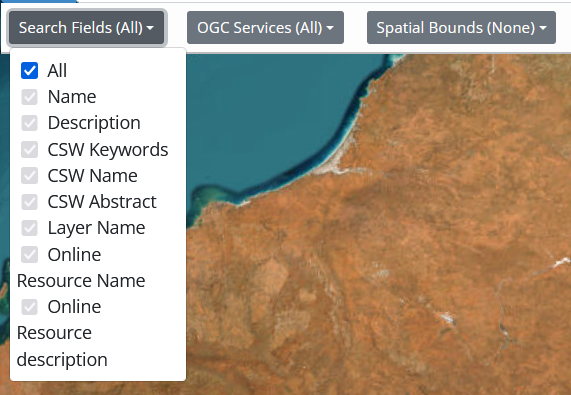 Search Fields (All)
OGC Services (All)
Spatial Bounds (None)
All
Name
Description
CSW Keywords
CSW Name
CSW Abstract
Layer Name
Online
Resource Name
Online
Resource
description